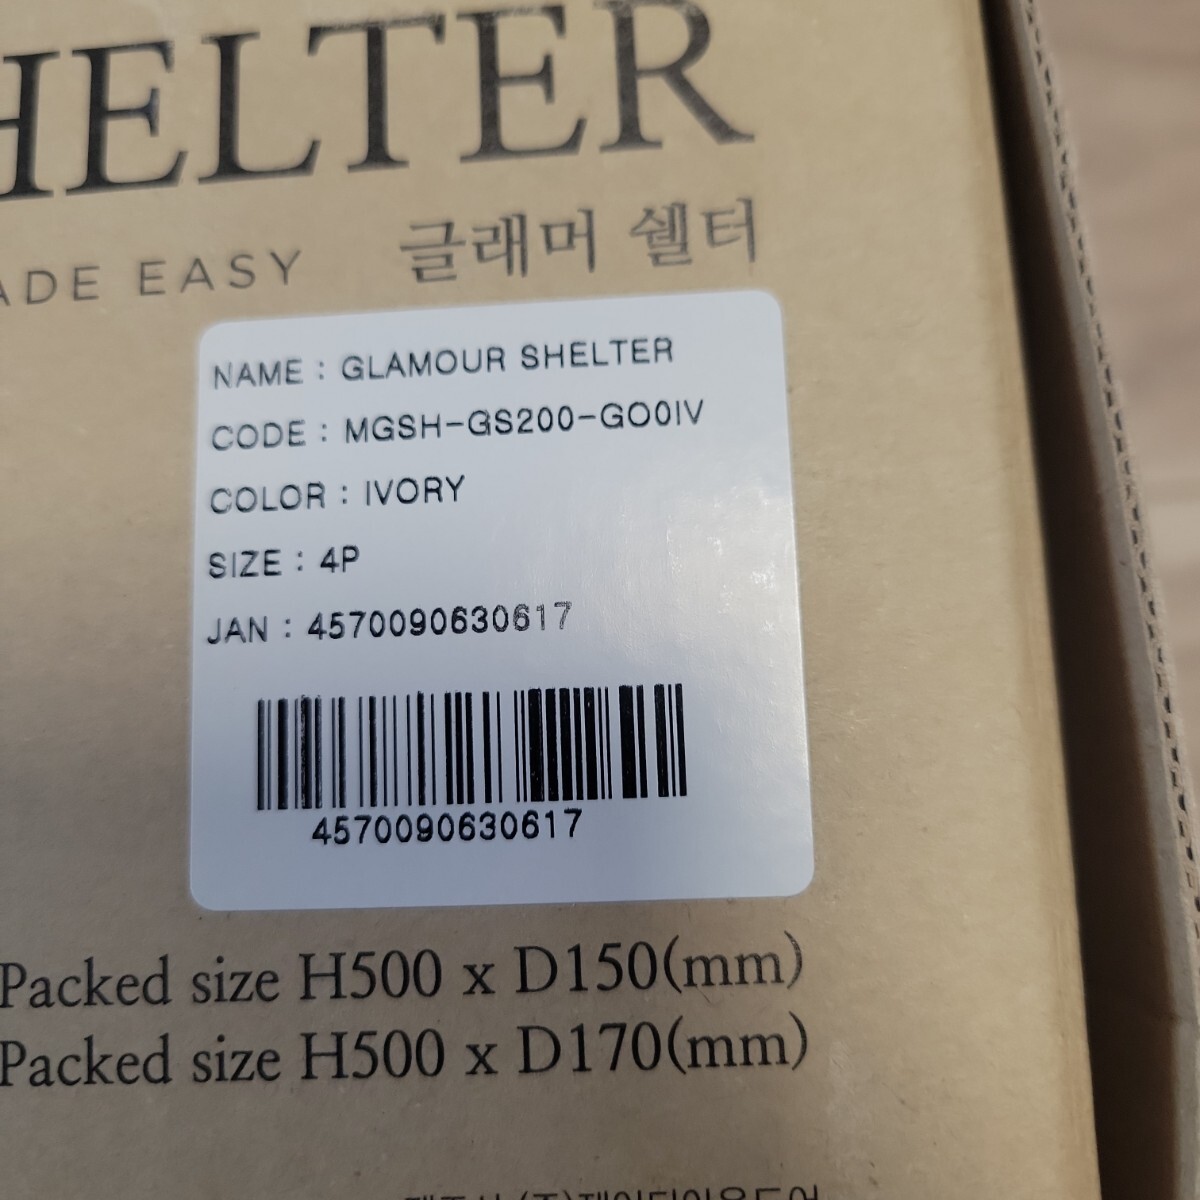 HELTER
ADE EASY 글래머 쉘터
NAME : GLAMOUR SHELTER
CODE : MGSH-GS200-GO0IV
COLOR : IVORY
SIZE : 4P
JAN : 4570090630617
4570090630617
Packed size H500 x D150(mm)
Packed size H500 x D170(mm)